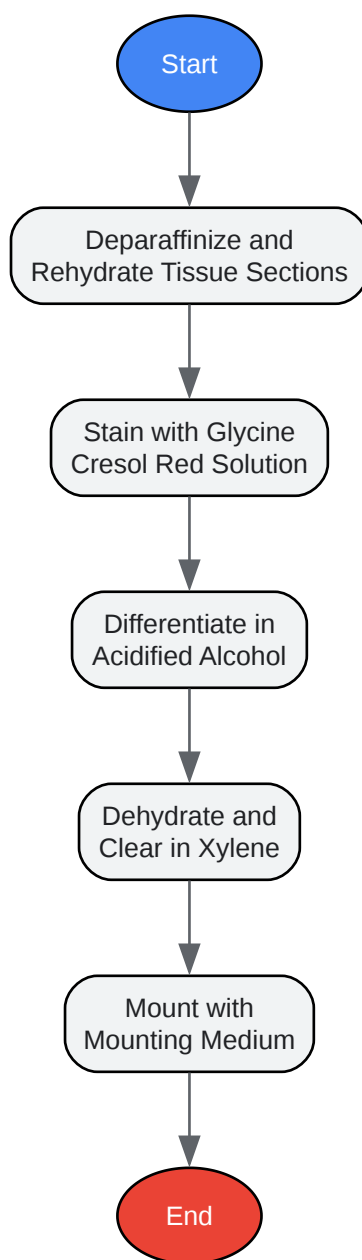 Start
Deparaffinize and
Rehydrate Tissue Sections
Stain with Glycine
Cresol Red Solution
Differentiate in
Acidified Alcohol
Dehydrate and
Clear in Xylene
Mount with
Mounting Medium
End